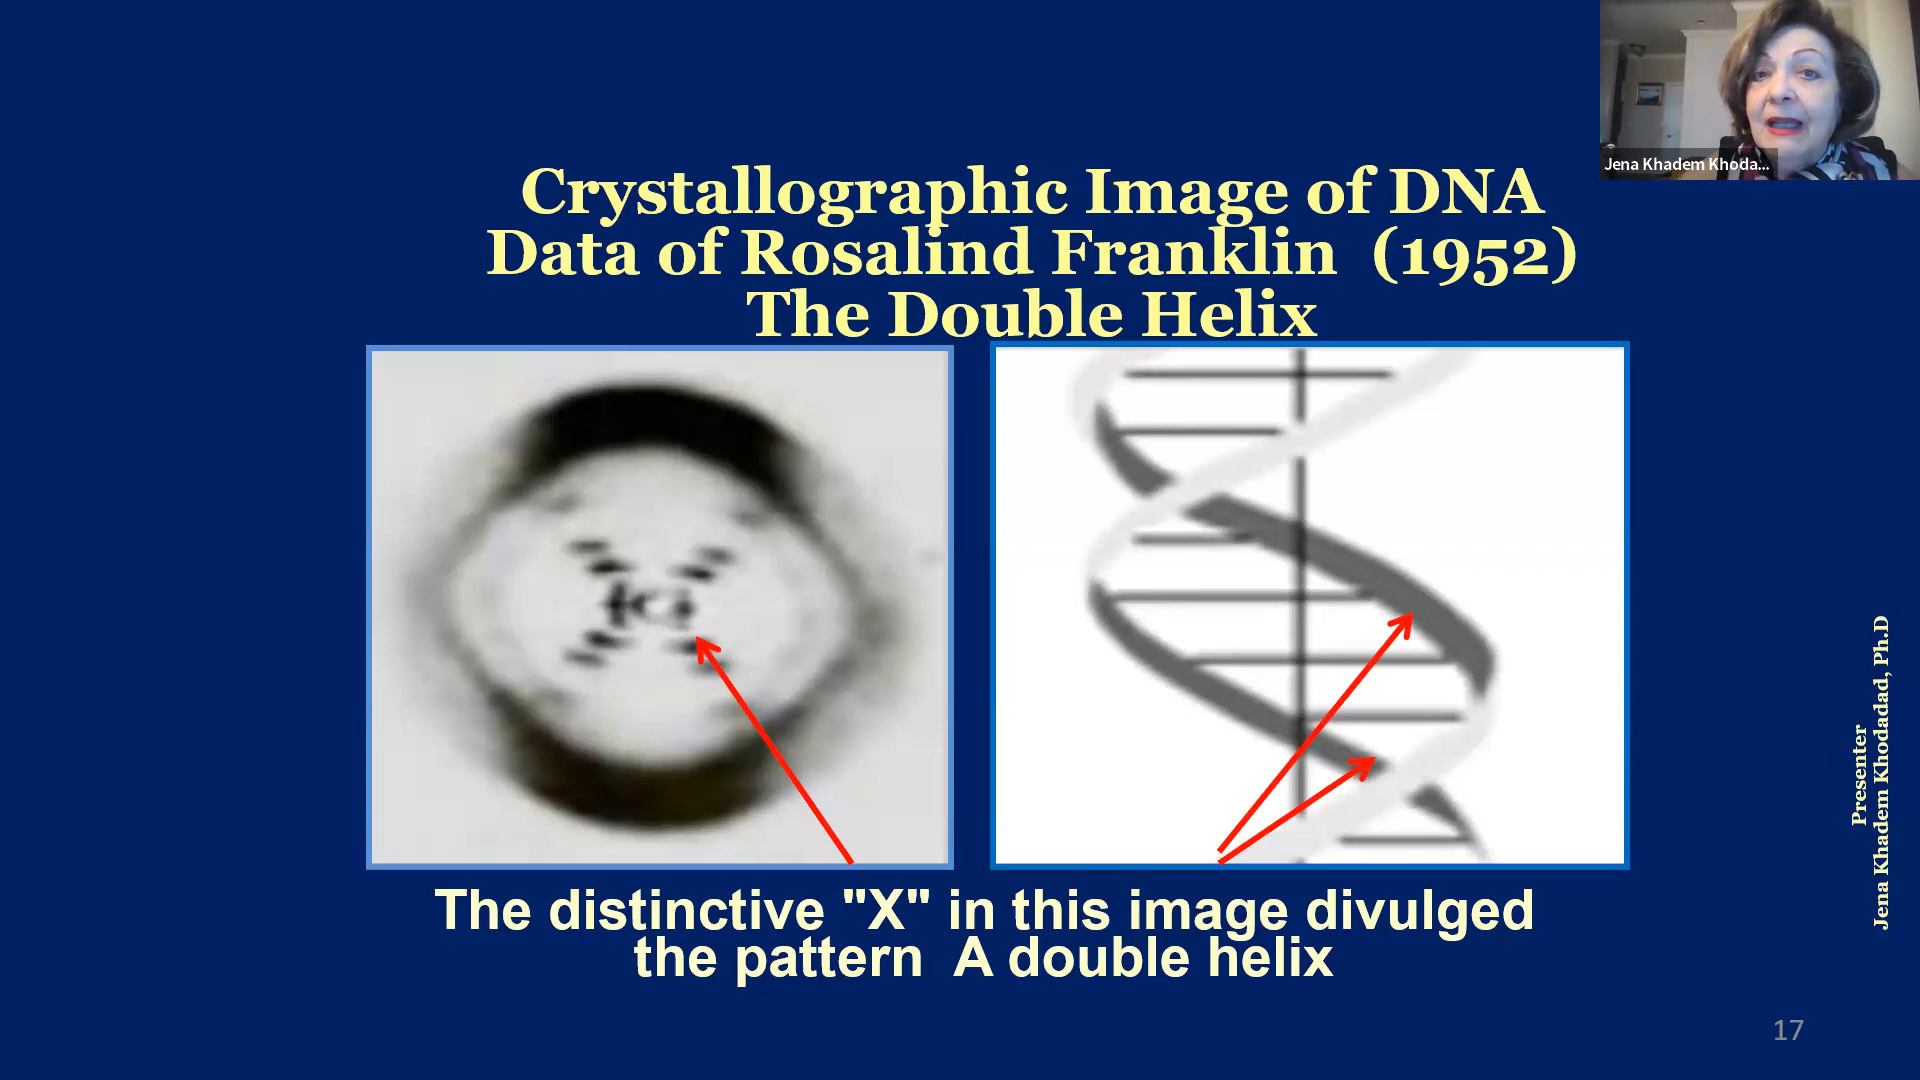 Jena Khadem Khoda...
Crystallographic Image of DNA
Data of Rosalind Franklin (1952)
The Double Helix
The distinctive "X" in this image divulged
the pattern A double helix
Presenter
Jena Khadem Khodadad, Ph.D
17